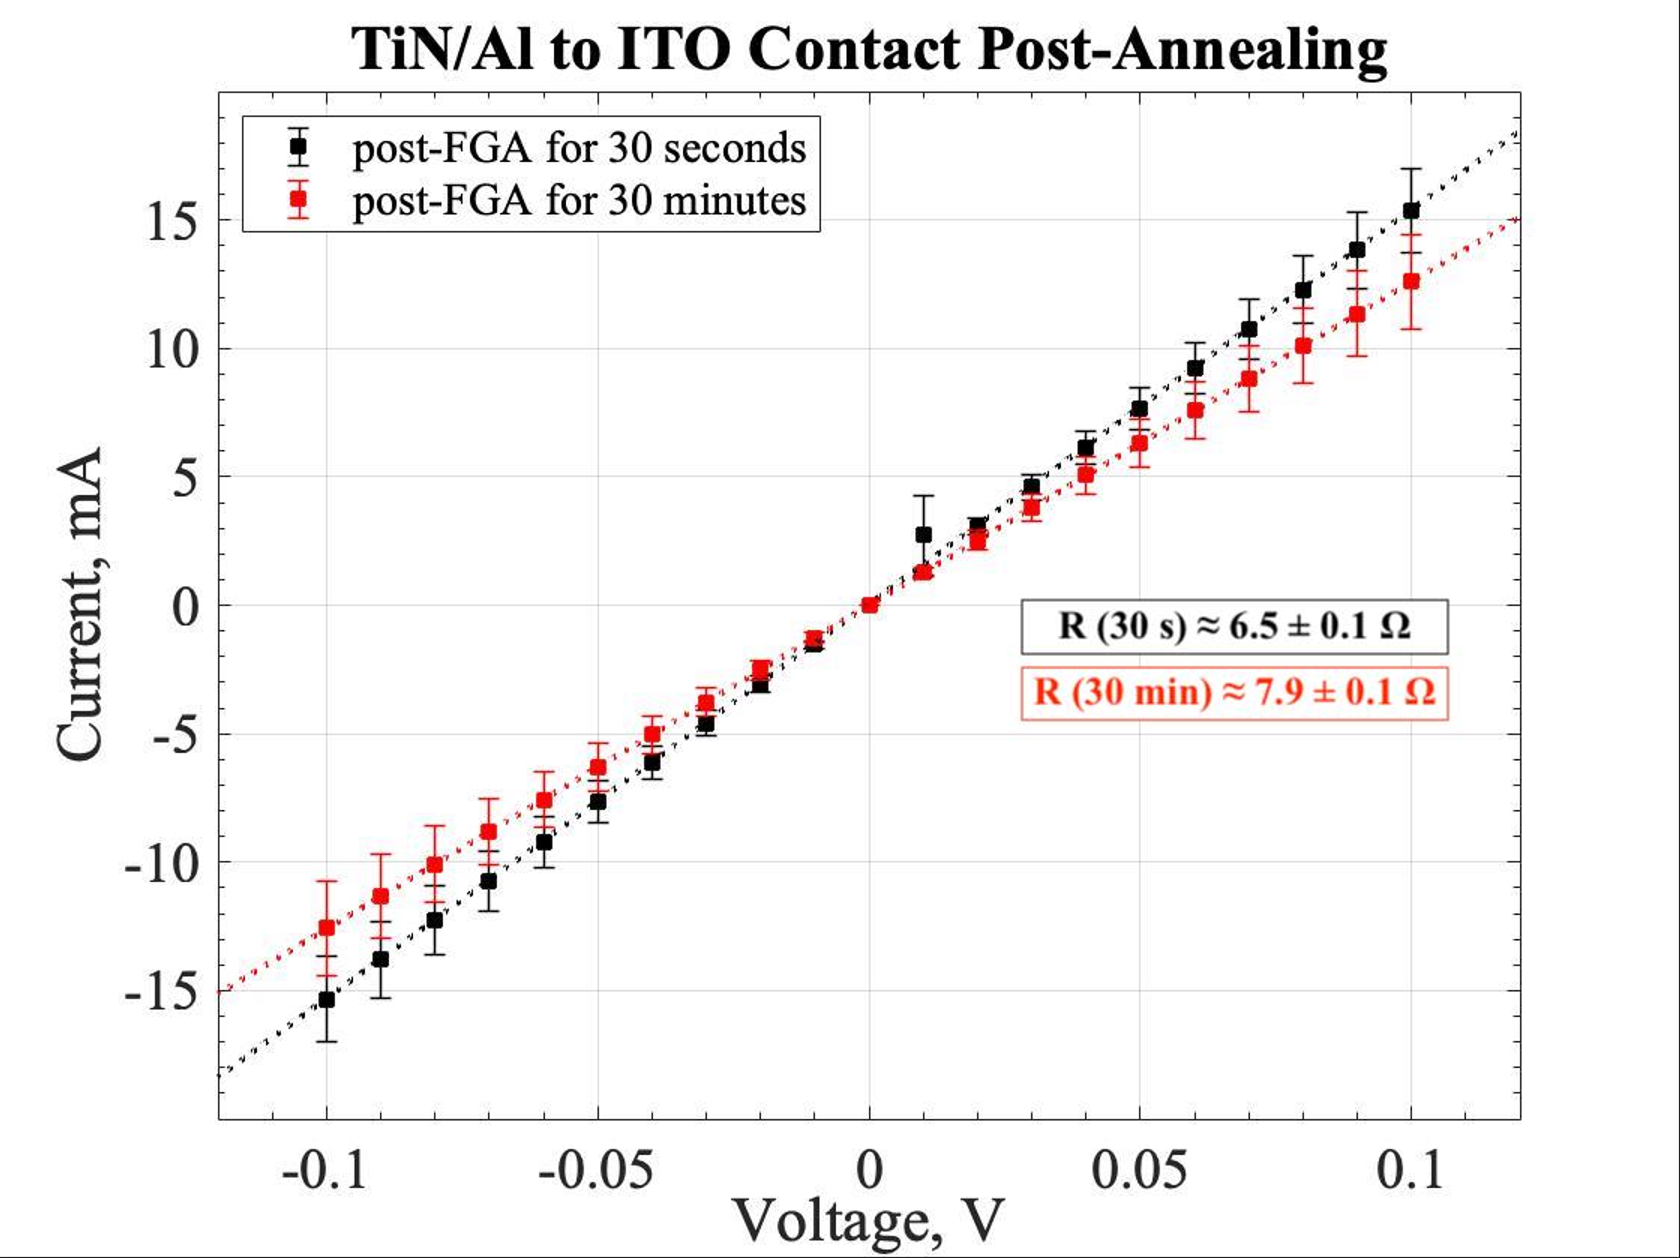 TiN/Al to ITO Contact Post-Annealing
post-FGA for 30 seconds
post-FGA for 30 minutes
15
10
5
0
-5
-10
-15
Current, mA
R (30 s) ≈ 6.5 ± 0.1 Ω
R (30 min) ≈ 7.9 ± 0.1 Ω
-0.1
-0.05
0
0.05
0.1
Voltage, V